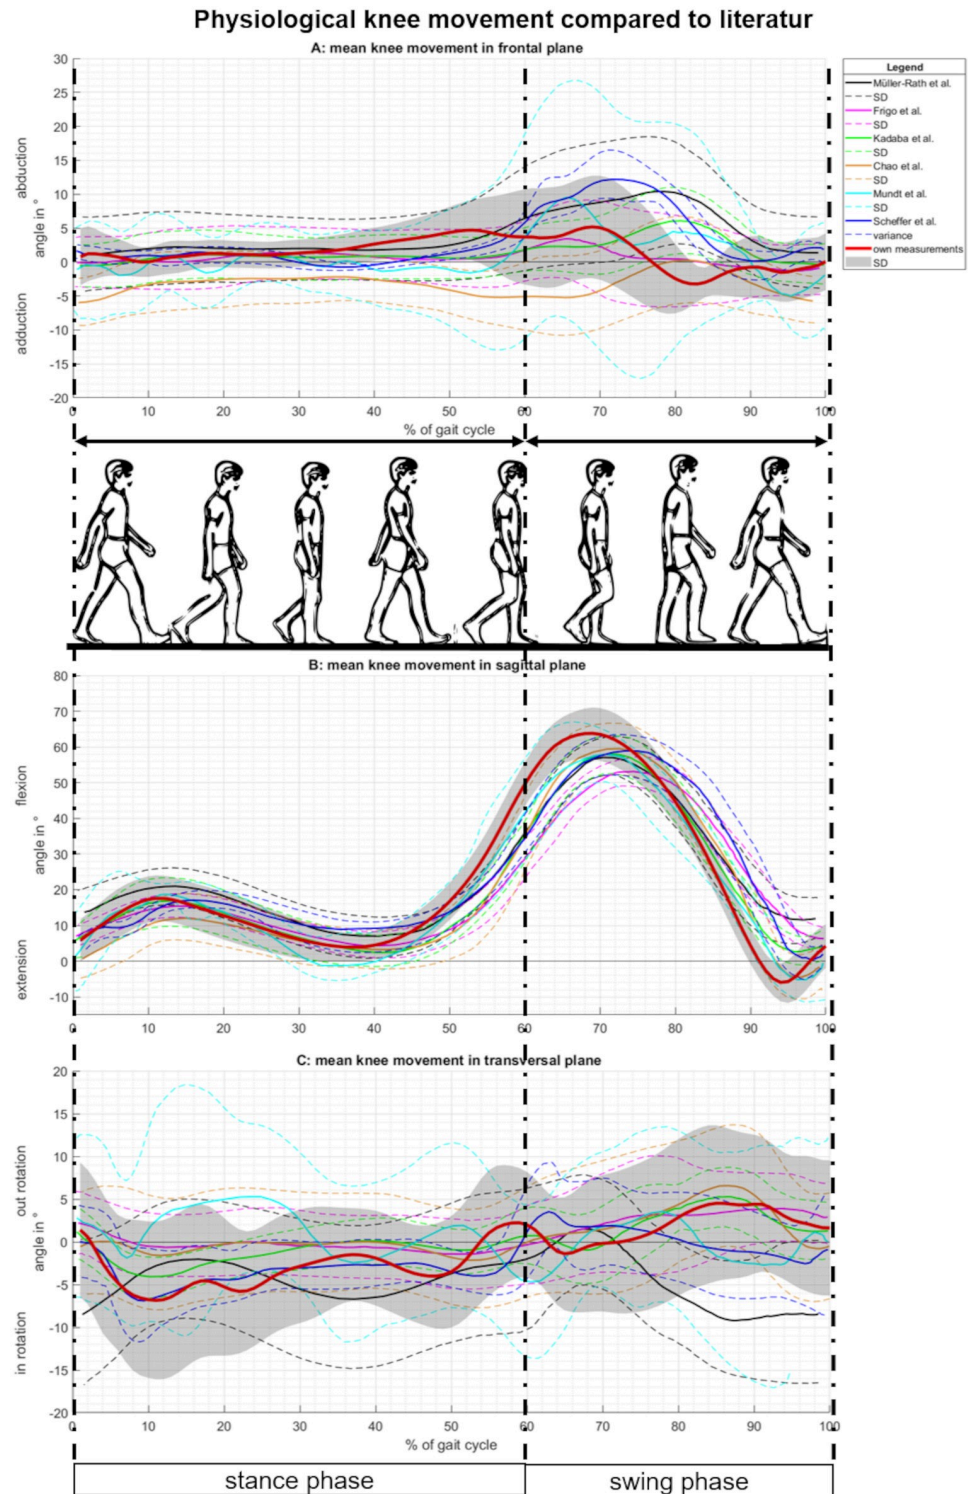 Physiological knee movement compared to literatur
A: mean knee movement in frontal plane
abduction
angle in °
adduction
30
25
20
15
10
5
0
-5
-10
-15
-20
0 10 20 30 40 50 60 70 80 90 100
% of gait cycle
Legend
Müller-Rath et al.
SD
Frigo et al.
SD
Kadaba et al.
SD
Chao et al.
SD
Mundt et al.
SD
Scheffer et al.
variance
own measurements
SD
B: mean knee movement in sagittal plane
flexion
angle in °
extension
80
70
60
50
40
30
20
10
0
-10
0 10 20 30 40 50 60 70 80 90 100
C: mean knee movement in transversal plane
out rotation
angle in °
in rotation
20
15
10
5
0
-5
-10
-15
-20
0 10 20 30 40 50 60 70 80 90 100
% of gait cycle
stance phase
swing phase